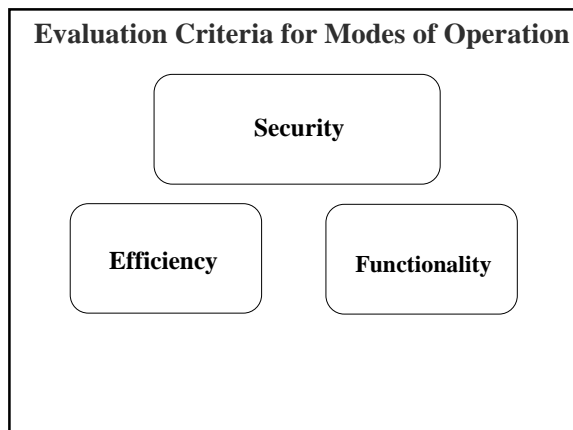 Evaluation Criteria for Modes of Operation
Security
Efficiency
Functionality